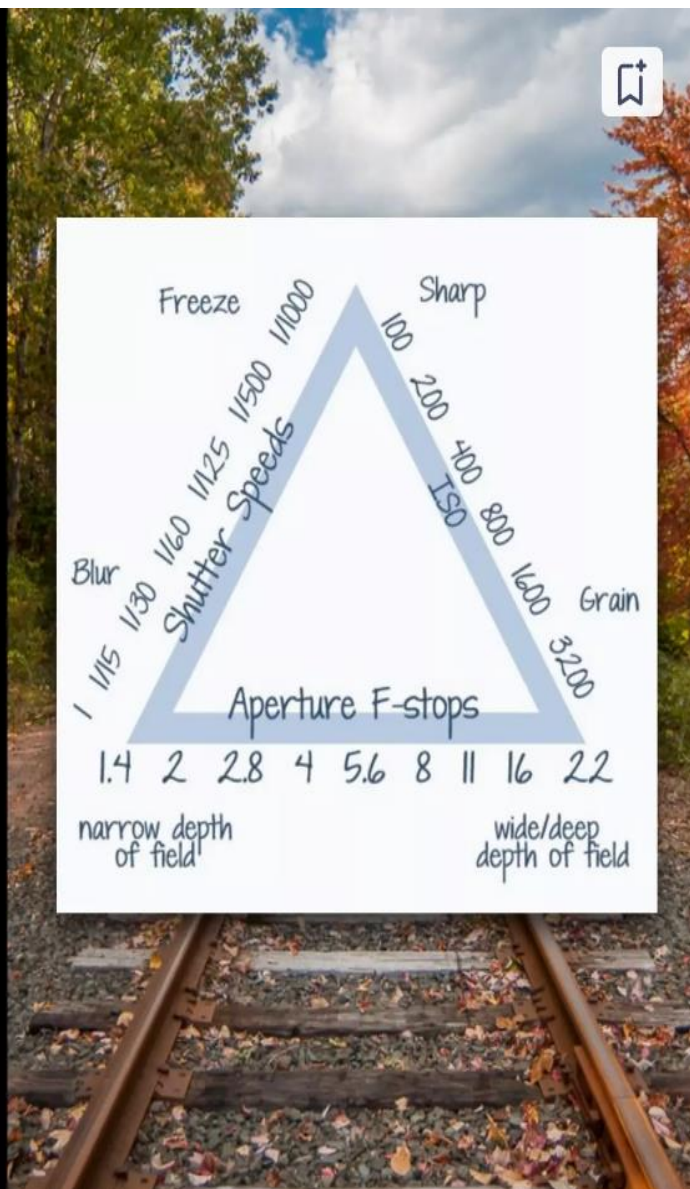 Freeze
Sharp
1 1/15 1/30 1/60 1/125 1/500 1/1000
Shutter Speeds
Blur
100 200 400 800 1600 3200
ISO
Grain
Aperture F-stops
1.4 2 2.8 4 5.6 8 11 16 22
narrow depth
of field
wide/deep
depth of field